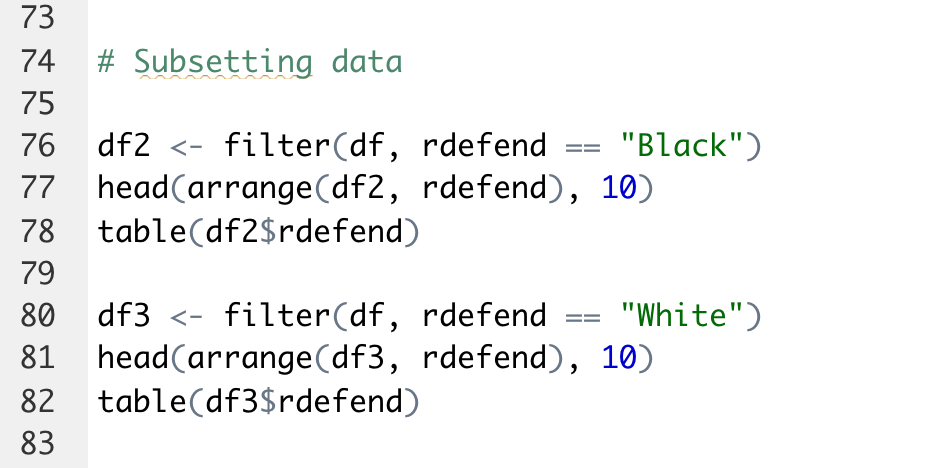 73
74 # Subsetting data
75
76 df2 <- filter(df, rdefend == "Black")
77 head(arrange(df2, rdefend), 10)
78 table(df2$rdefend)
79
80 df3 <- filter(df, rdefend == "White")
81 head(arrange(df3, rdefend), 10)
82 table(df3$rdefend)
83